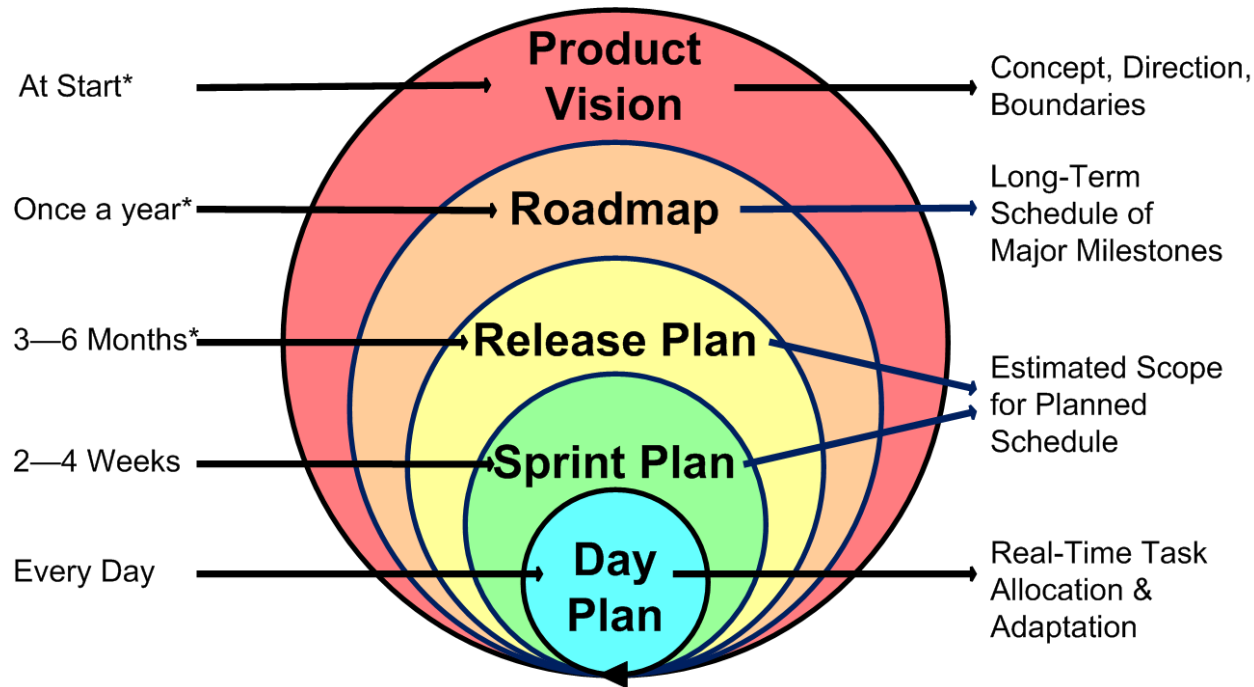 At Start*
Product
Vision
Concept, Direction,
Boundaries
Once a year*
Roadmap
Long-Term
Schedule of
Major Milestones
3—6 Months*
Release Plan
Estimated Scope
for Planned
Schedule
2—4 Weeks
Sprint Plan
Every Day
Day
Plan
Real-Time Task
Allocation &
Adaptation